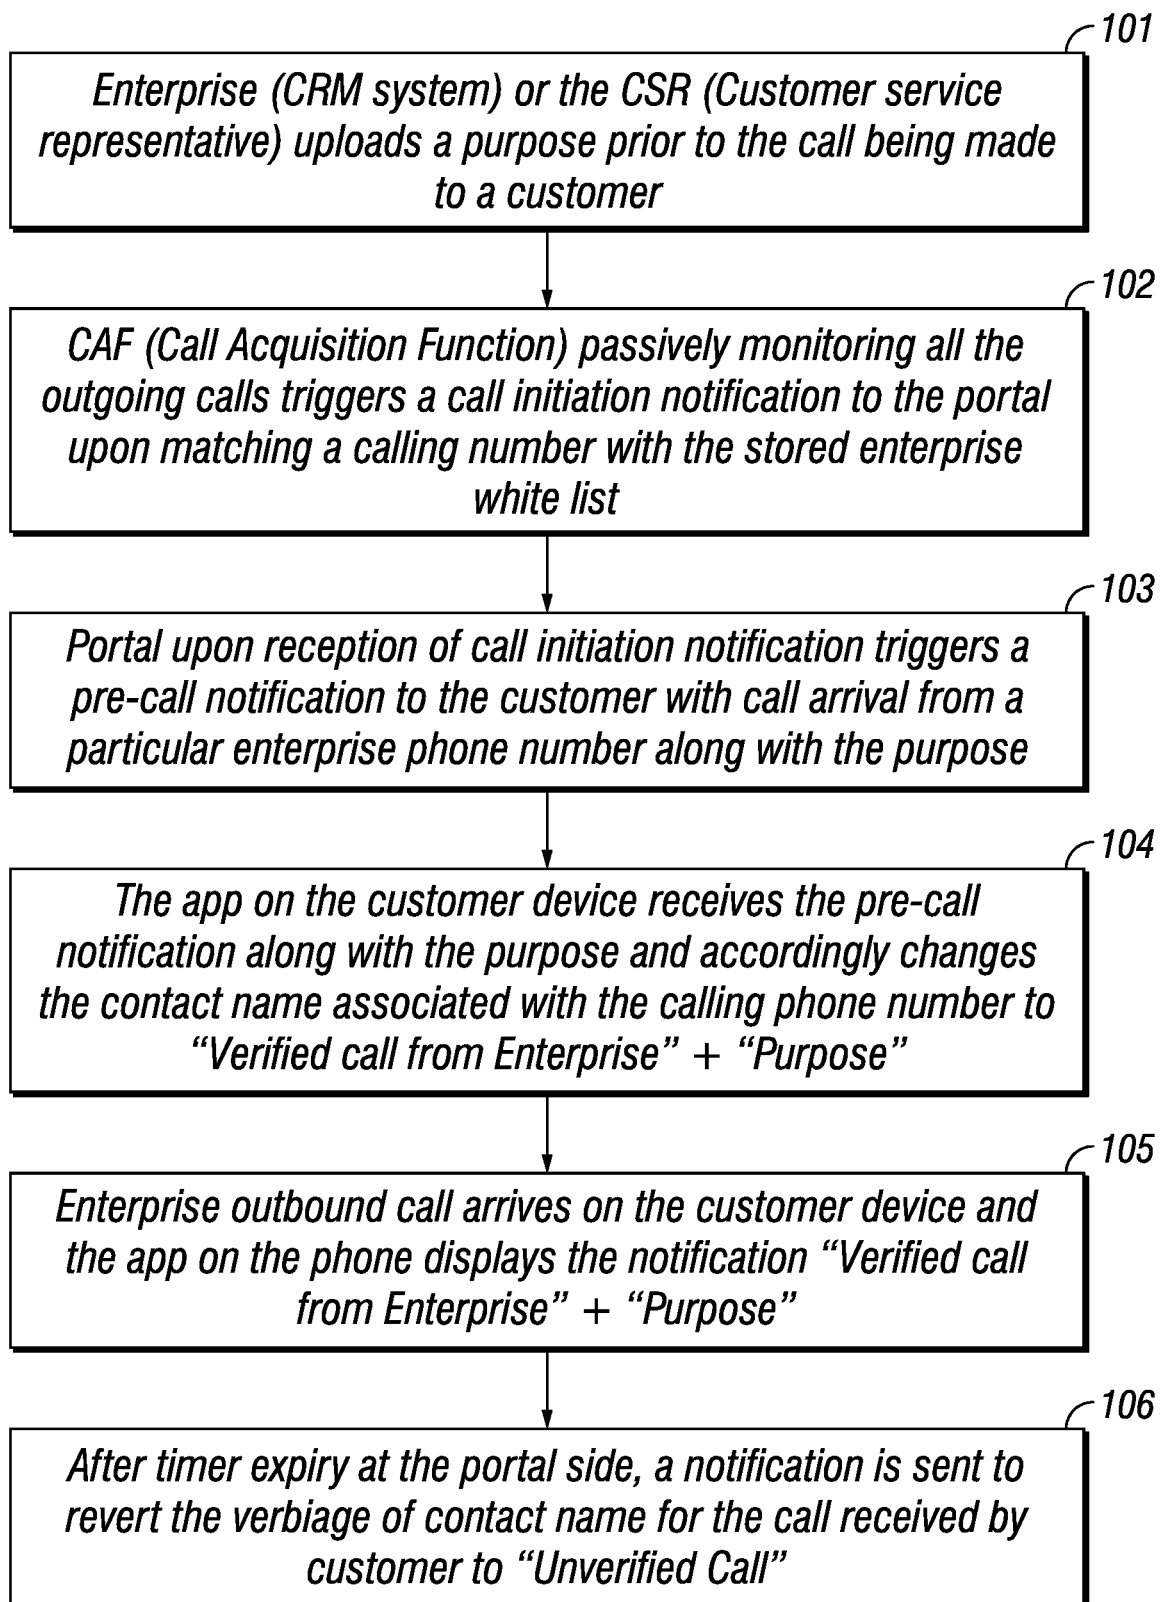 101
Enterprise (CRM system) or the CSR (Customer service
representative) uploads a purpose prior to the call being made
to a customer
102
CAF (Call Acquisition Function) passively monitoring all the
outgoing calls triggers a call initiation notification to the portal
upon matching a calling number with the stored enterprise
white list
103
Portal upon reception of call initiation notification triggers a
pre-call notification to the customer with call arrival from a
particular enterprise phone number along with the purpose
104
The app on the customer device receives the pre-call
notification along with the purpose and accordingly changes
the contact name associated with the calling phone number to
“Verified call from Enterprise” + “Purpose”
105
Enterprise outbound call arrives on the customer device and
the app on the phone displays the notification “Verified call
from Enterprise” + “Purpose”
106
After timer expiry at the portal side, a notification is sent to
revert the verbiage of contact name for the call received by
customer to “Unverified Call”